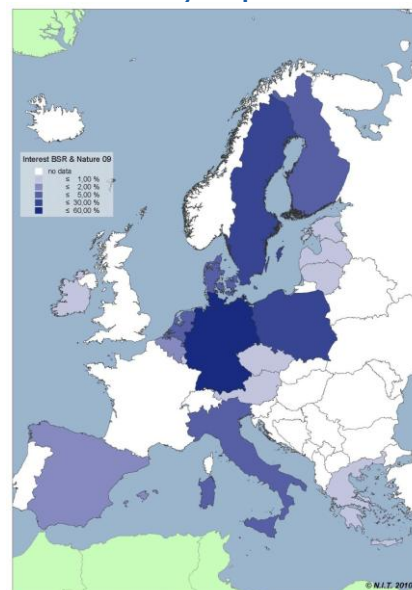 Interest BSR & Nature 09
no data
≤ 1,00 %
≤ 2,00 %
≤ 5,00 %
≤ 30,00 %
≤ 60,00 %
© N.I.T. 2010